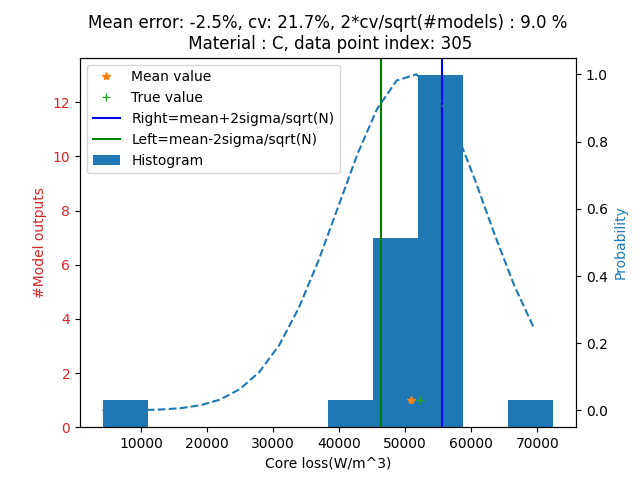 Mean error: -2.5%, cv: 21.7%, 2*cv/sqrt(#models) : 9.0 %
Material : C, data point index: 305
Mean value
True value
Right=mean+2sigma/sqrt(N)
Left=mean-2sigma/sqrt(N)
Histogram
#Model outputs
0
2
4
6
8
10
12
Probability
0.0
0.2
0.4
0.6
0.8
1.0
10000 20000 30000 40000 50000 60000 70000
Core loss(W/m^3)